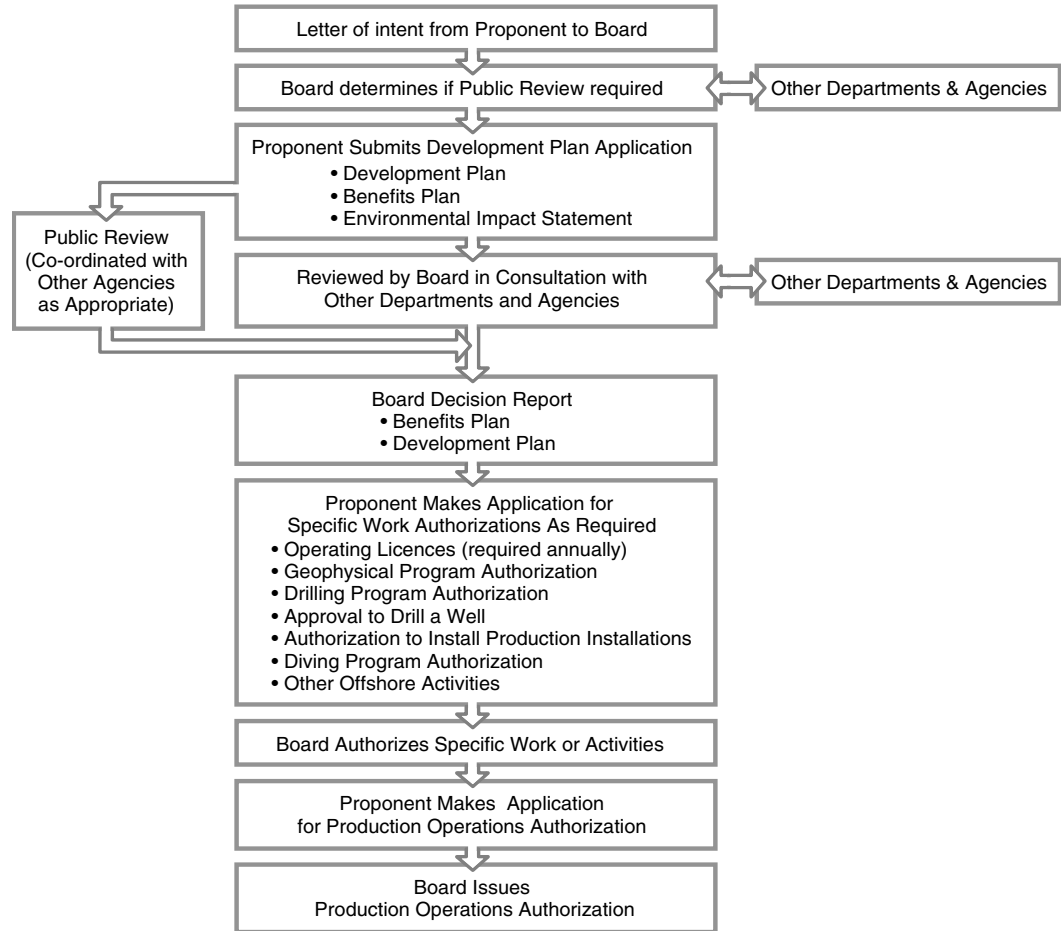 Letter of intent from Proponent to Board
Board determines if Public Review required
Other Departments & Agencies
Proponent Submits Development Plan Application
• Development Plan
• Benefits Plan
• Environmental Impact Statement
Public Review
(Co-ordinated with
Other Agencies
as Appropriate)
Reviewed by Board in Consultation with
Other Departments and Agencies
Other Departments & Agencies
Board Decision Report
• Benefits Plan
• Development Plan
Proponent Makes Application for
Specific Work Authorizations As Required
• Operating Licences (required annually)
• Geophysical Program Authorization
• Drilling Program Authorization
• Approval to Drill a Well
• Authorization to Install Production Installations
• Diving Program Authorization
• Other Offshore Activities
Board Authorizes Specific Work or Activities
Proponent Makes Application
for Production Operations Authorization
Board Issues
Production Operations Authorization